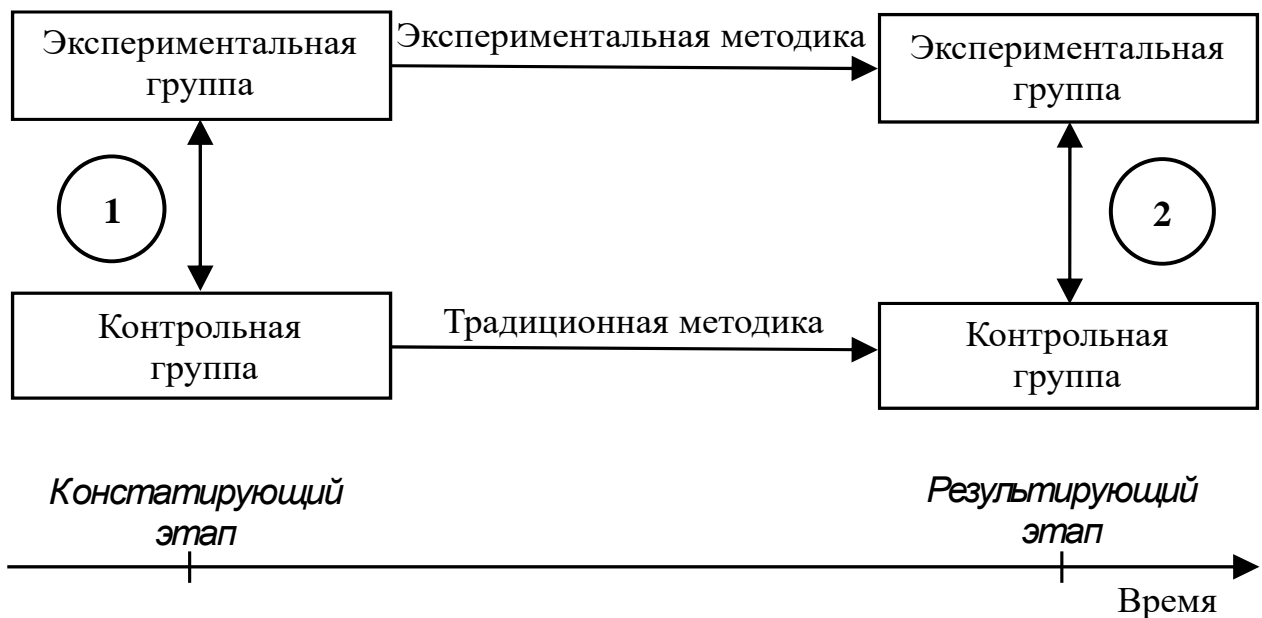 Экспериментальная
группа
Экспериментальная методика
Экспериментальная
группа
1
2
Контрольная
группа
Традиционная методика
Контрольная
группа
Констатирующий
этап
Результирующий
этап
Время